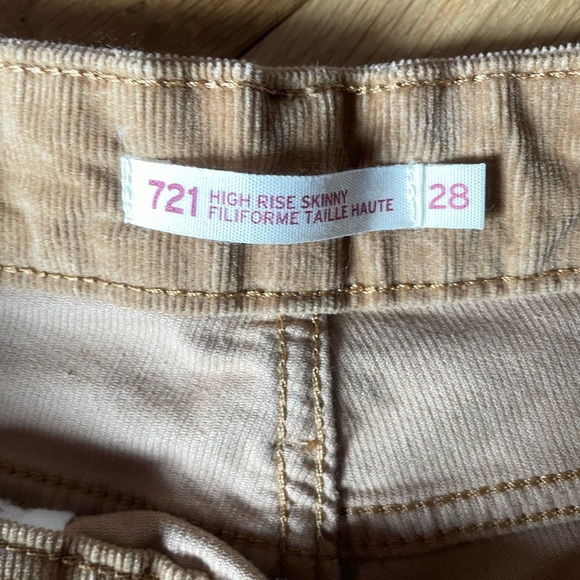 721 HIGH RISE SKINNY 28
FILIFORME TAILLE HAUTE